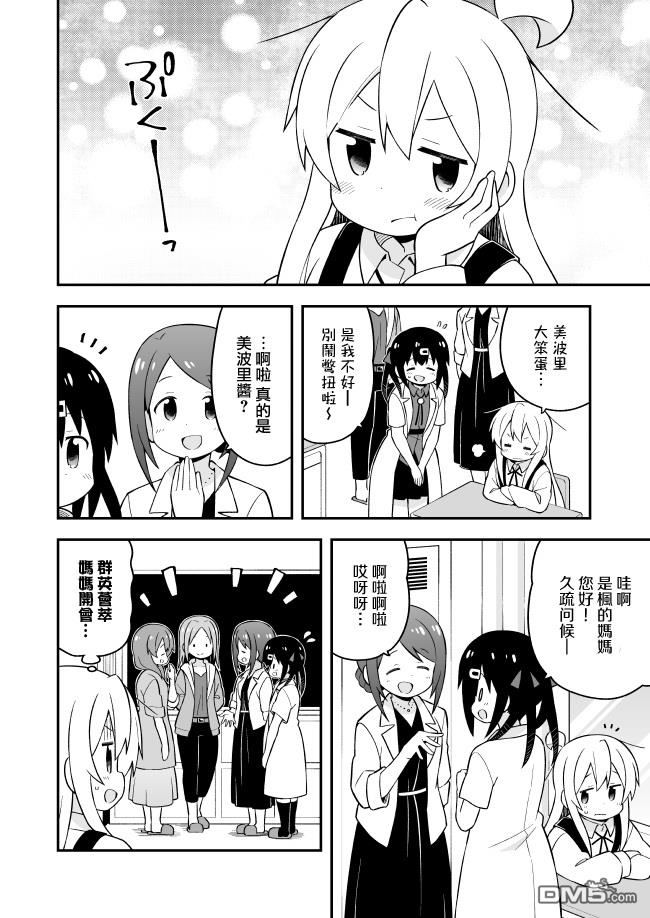 ぷくーっ
美波里
大笨蛋…
是我不好—
別鬧彆扭啦～
…啊啦 真的是
美波里醬？
哇啊
是楓的媽媽
您好！
久疏问候—
啊啦啊啦
哎呀呀…
群英薈萃
媽媽開會…
DM5.com